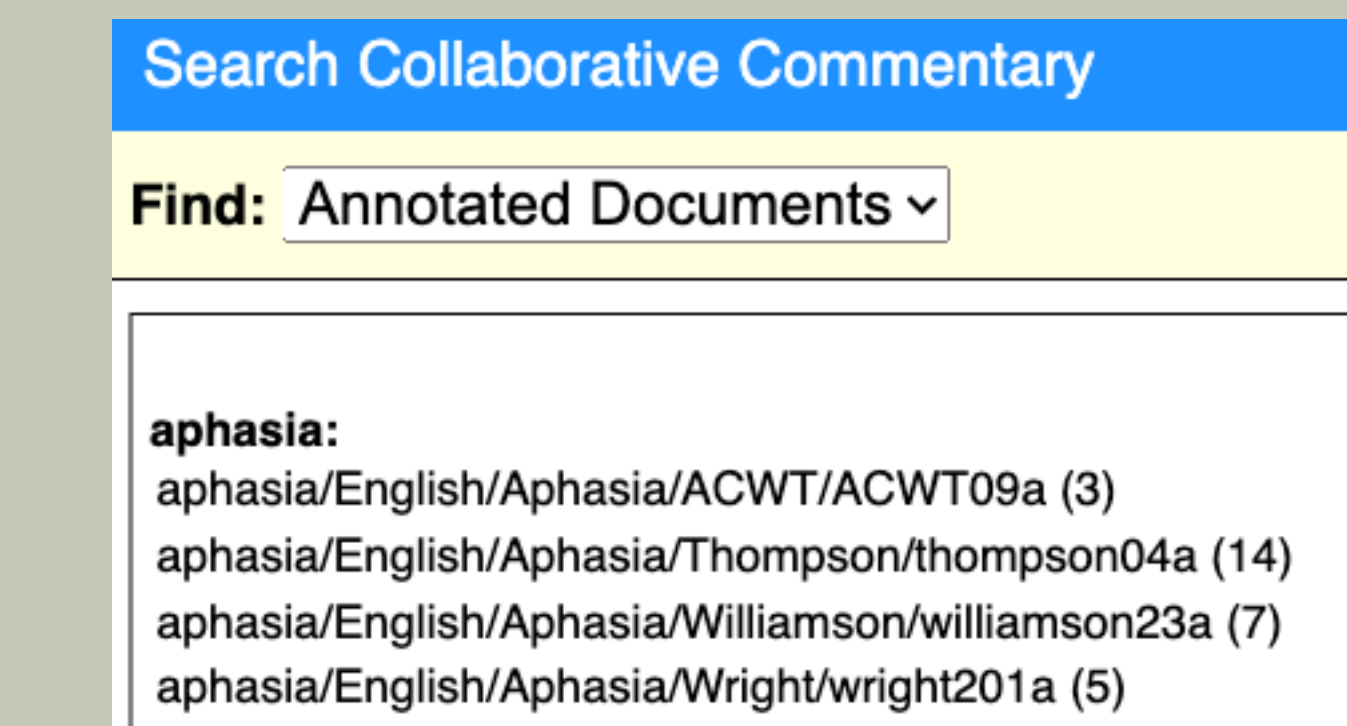 Search Collaborative Commentary
Find: Annotated Documents
aphasia:
aphasia/English/Aphasia/ACWT/ACWT09a (3)
aphasia/English/Aphasia/Thompson/thompson04a (14)
aphasia/English/Aphasia/Williamson/williamson23a (7)
aphasia/English/Aphasia/Wright/wright201a (5)